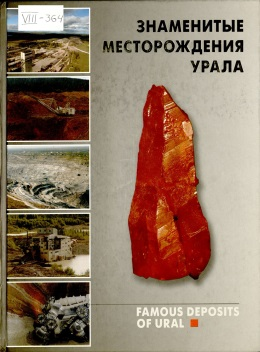 VIII-364
ЗНАМЕНИТЫЕ
МЕСТОРОЖДЕНИЯ
УРАЛА
FAMOUS DEPOSITS
OF URAL